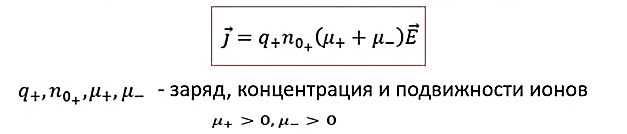 j⃗ = q₊n₀₊(μ₊ + μ₋)E⃗
q₊, n₀₊, μ₊, μ₋ - заряд, концентрация и подвижности ионов
μ₊ > 0, μ₋ > 0